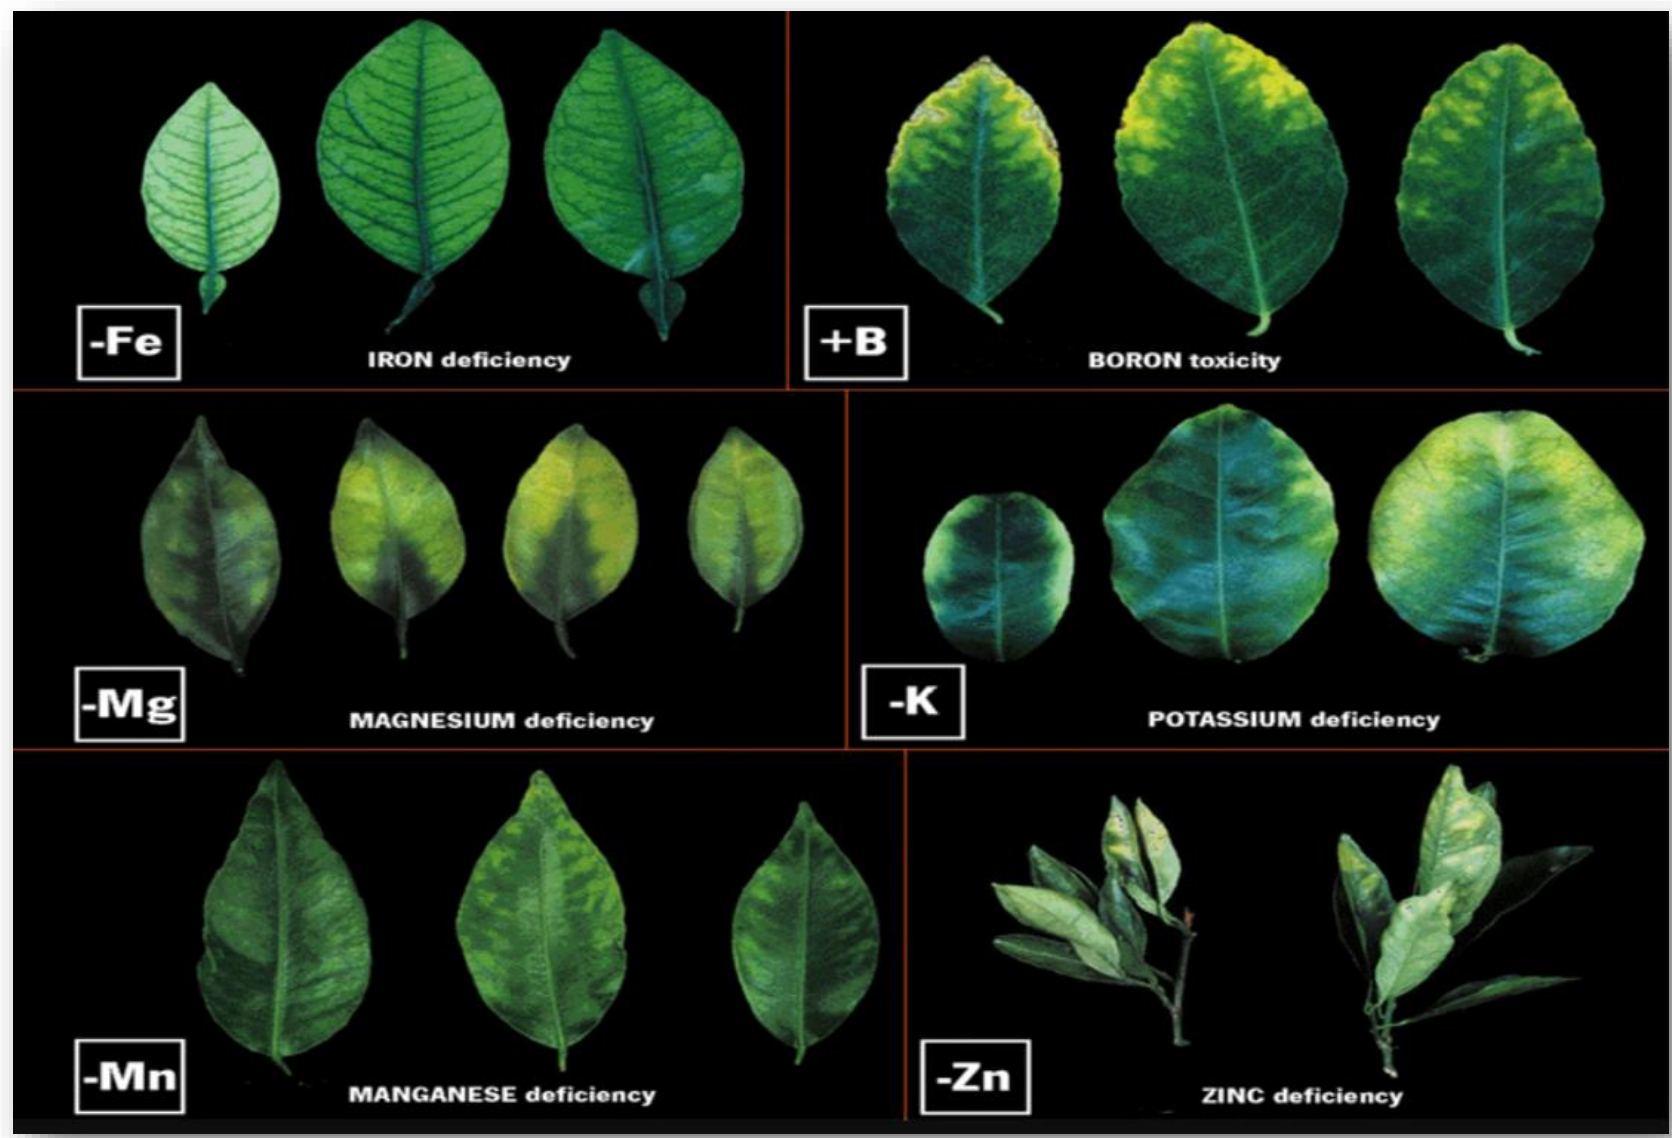 -Fe
IRON deficiency
+B
BORON toxicity
-Mg
MAGNESIUM deficiency
-K
POTASSIUM deficiency
-Mn
MANGANESE deficiency
-Zn
ZINC deficiency